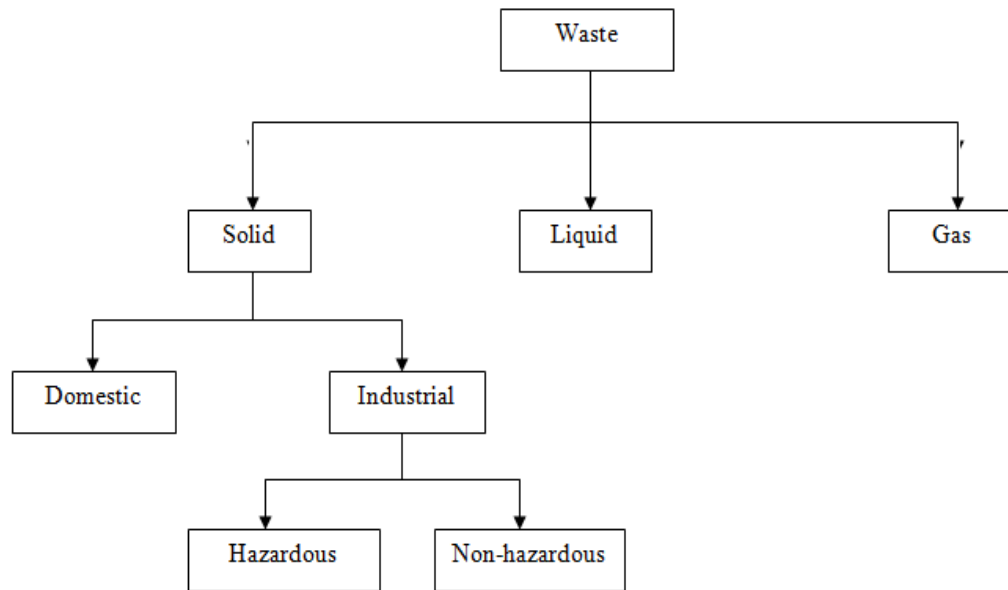 Waste
Solid
Liquid
Gas
Domestic
Industrial
Hazardous
Non-hazardous